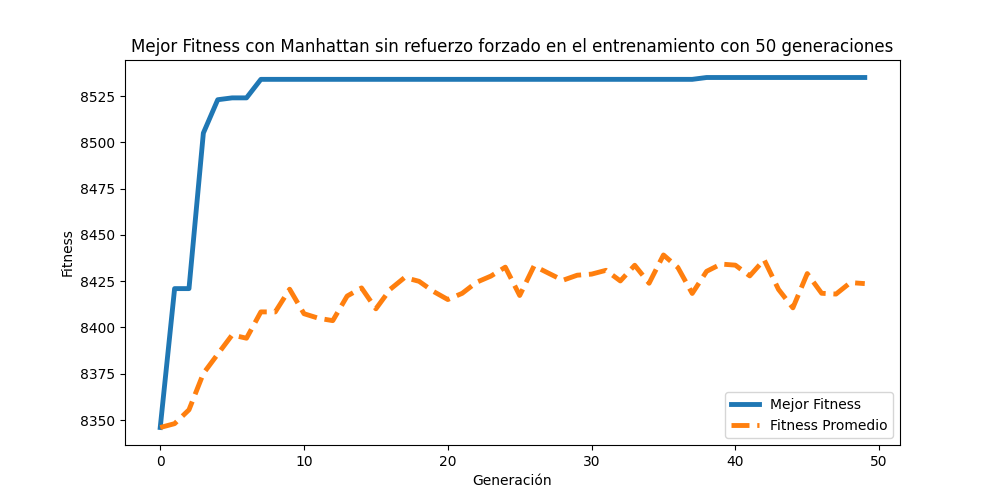 Mejor Fitness con Manhattan sin refuerzo forzado en el entrenamiento con 50 generaciones
8525
8500
8475
8450
8425
8400
8375
8350
Fitness
0 10 20 30 40 50
Generación
Mejor Fitness
Fitness Promedio